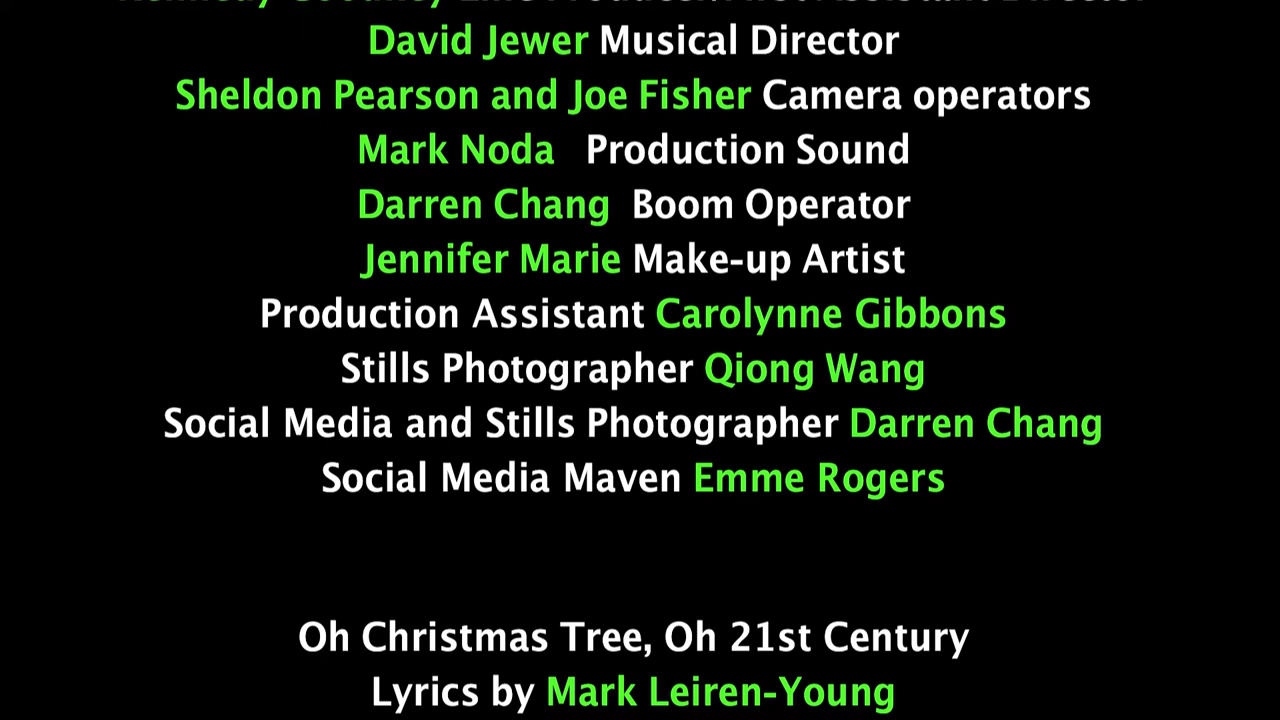 David Jewer Musical Director
Sheldon Pearson and Joe Fisher Camera operators
Mark Noda Production Sound
Darren Chang Boom Operator
Jennifer Marie Make-up Artist
Production Assistant Carolynne Gibbons
Stills Photographer Qiong Wang
Social Media and Stills Photographer Darren Chang
Social Media Maven Emme Rogers
Oh Christmas Tree, Oh 21st Century
Lyrics by Mark Leiren-Young